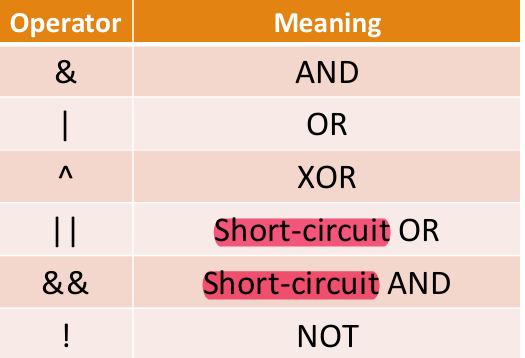 Operator Meaning
& AND
| OR
^ XOR
|| Short-circuit OR
&& Short-circuit AND
! NOT